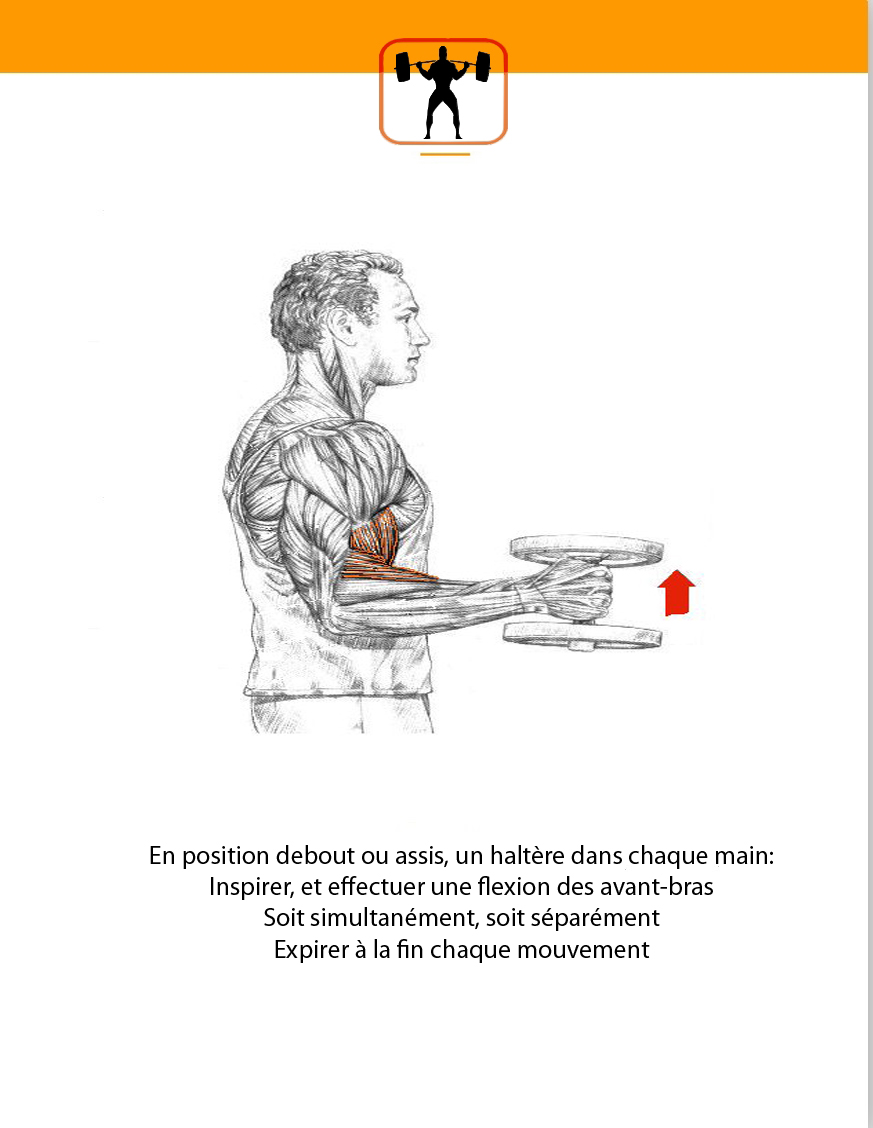 En position debout ou assis, un haltère dans chaque main:
Inspirer, et effectuer une flexion des avant-bras
Soit simultanément, soit séparément
Expirer à la fin chaque mouvement